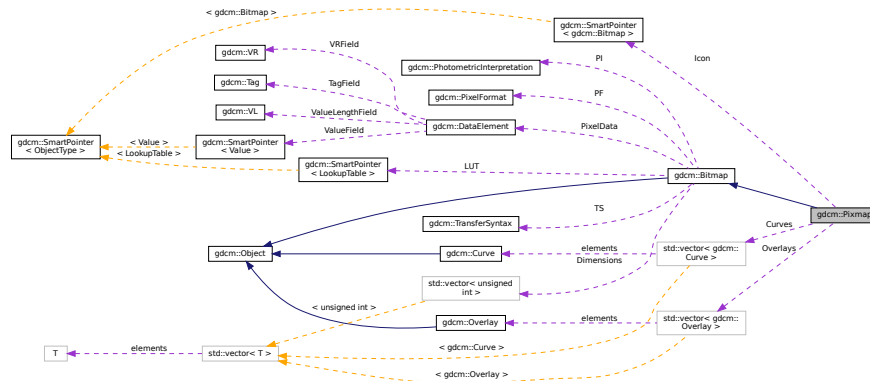 < gdcm::Bitmap >
gdcm::SmartPointer
< gdcm::Bitmap >
gdcm::VR
VRField
PI
Icon
gdcm::PhotometricInterpretation
gdcm::Tag
TagField
gdcm::PixelFormat
PF
gdcm::VL
ValueLengthField
gdcm::DataElement
PixelData
gdcm::SmartPointer
< ObjectType >
< Value >
< LookupTable >
gdcm::SmartPointer
< Value >
ValueField
gdcm::SmartPointer
< LookupTable >
LUT
gdcm::Bitmap
gdcm::Pixmap
TS
gdcm::TransferSyntax
Curves
gdcm::Object
gdcm::Curve
elements
Dimensions
std::vector< gdcm::
Curve >
Overlays
std::vector< unsigned
int >
< unsigned int >
gdcm::Overlay
elements
std::vector< gdcm::
Overlay >
T
elements
std::vector< T >
< gdcm::Curve >
< gdcm::Overlay >